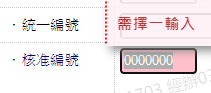 · 統一編號
需擇一輸入
· 核准編號
0000000